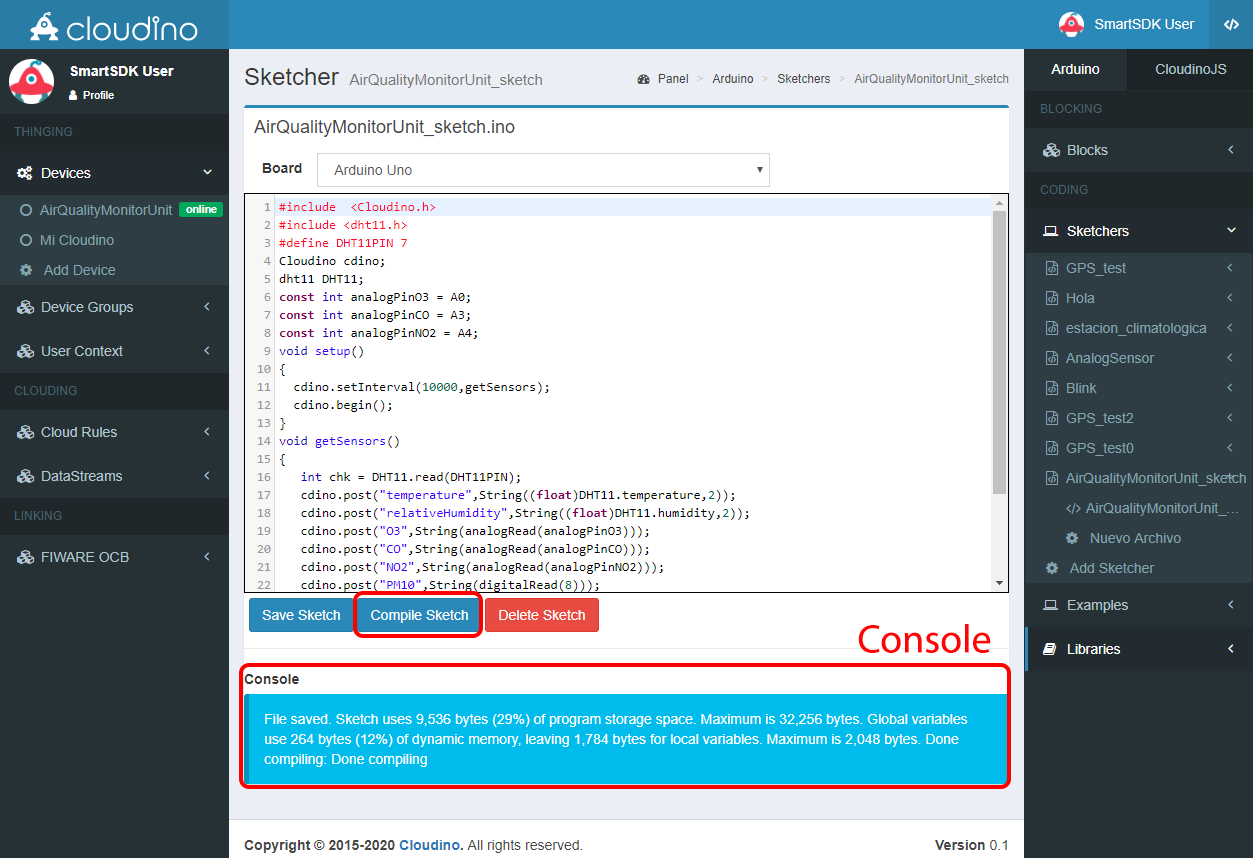 cloudino
SmartSDK User
SmartSDK User
Profile
THINGING
Devices
AirQualityMonitorUnit online
Mi Cloudino
Add Device
Device Groups
User Context
CLOUDING
Cloud Rules
DataStreams
LINKING
FIWARE OCB
Sketcher AirQualityMonitorUnit_sketch
Panel > Arduino > Sketchers > AirQualityMonitorUnit_sketch
AirQualityMonitorUnit_sketch.ino
Board Arduino Uno
1 #include  <Cloudino.h>
2 #include <dht11.h>
3 #define DHT11PIN 7
4 Cloudino cdino;
5 dht11 DHT11;
6 const int analogPinO3 = A0;
7 const int analogPinCO = A3;
8 const int analogPinNO2 = A4;
9 void setup()
10 {
11   cdino.setInterval(10000,getSensors);
12   cdino.begin();
13 }
14 void getSensors()
15 {
16    int chk = DHT11.read(DHT11PIN);
17    cdino.post("temperature",String((float)DHT11.temperature,2));
18    cdino.post("relativeHumidity",String((float)DHT11.humidity,2));
19    cdino.post("O3",String(analogRead(analogPinO3)));
20    cdino.post("CO",String(analogRead(analogPinCO)));
21    cdino.post("NO2",String(analogRead(analogPinNO2)));
22    cdino.post("PM10",String(digitalRead(8)));
Save Sketch Compile Sketch Delete Sketch
Console
Console
File saved. Sketch uses 9,536 bytes (29%) of program storage space. Maximum is 32,256 bytes. Global variables
use 264 bytes (12%) of dynamic memory, leaving 1,784 bytes for local variables. Maximum is 2,048 bytes. Done
compiling: Done compiling
Copyright © 2015-2020 Cloudino. All rights reserved.
Version 0.1
Arduino CloudinoJS
BLOCKING
Blocks
CODING
Sketchers
GPS_test
Hola
estacion_climatologica
AnalogSensor
Blink
GPS_test2
GPS_test0
AirQualityMonitorUnit_sketch
</> AirQualityMonitorUnit_...
Nuevo Archivo
Add Sketcher
Examples
Libraries